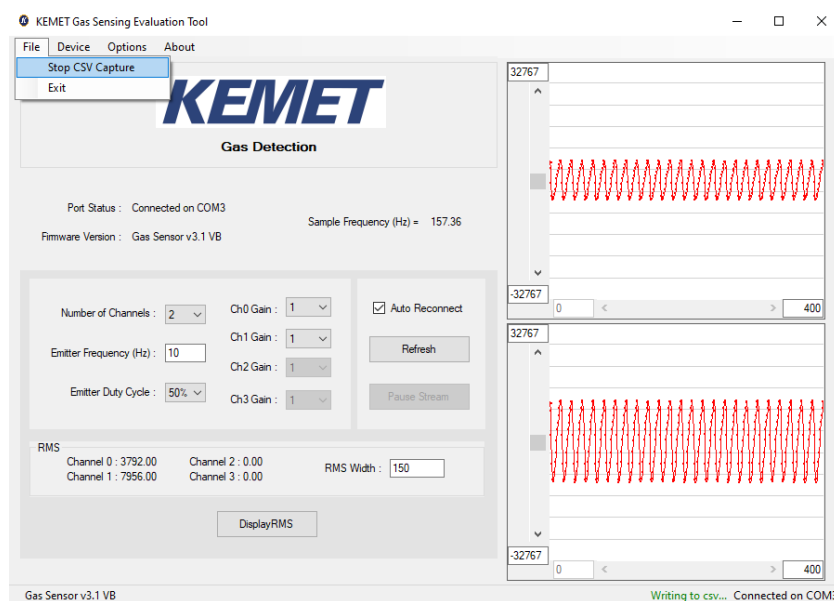 KEMET Gas Sensing Evaluation Tool
File Device Options About
Stop CSV Capture
Exit
KEMET
Gas Detection
Port Status : Connected on COM3
Firmware Version : Gas Sensor v3.1 VB
Sample Frequency (Hz) = 157.36
Number of Channels : 2
Emitter Frequency (Hz) : 10
Emitter Duty Cycle : 50%
Ch0 Gain : 1
Ch1 Gain : 1
Ch2 Gain : 1
Ch3 Gain : 1
Auto Reconnect
Refresh
Pause Stream
RMS
Channel 0 : 3792.00 Channel 2 : 0.00
Channel 1 : 7956.00 Channel 3 : 0.00
RMS Width : 150
DisplayRMS
32767
-32767
0 400
32767
-32767
0 400
Gas Sensor v3.1 VB
Writing to csv... Connected on COM3